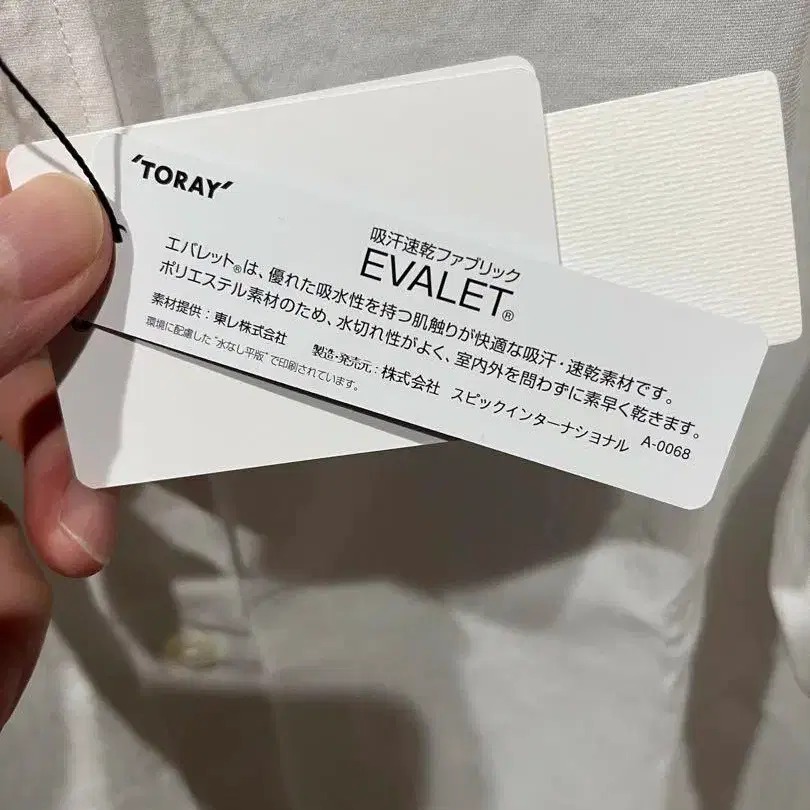 'TORAY'
吸汗速乾ファブリック
EVALET®
エバレット®は、優れた吸水性を持つ肌触りが快適な吸汗・速乾素材です。
ポリエステル素材のため、水切れ性がよく、室内外を問わずに素早く乾きます。
素材提供:東レ株式会社 製造・発売元:株式会社 スピックインターナショナル A-0068
環境に配慮した"水なし平版"で印刷されています。